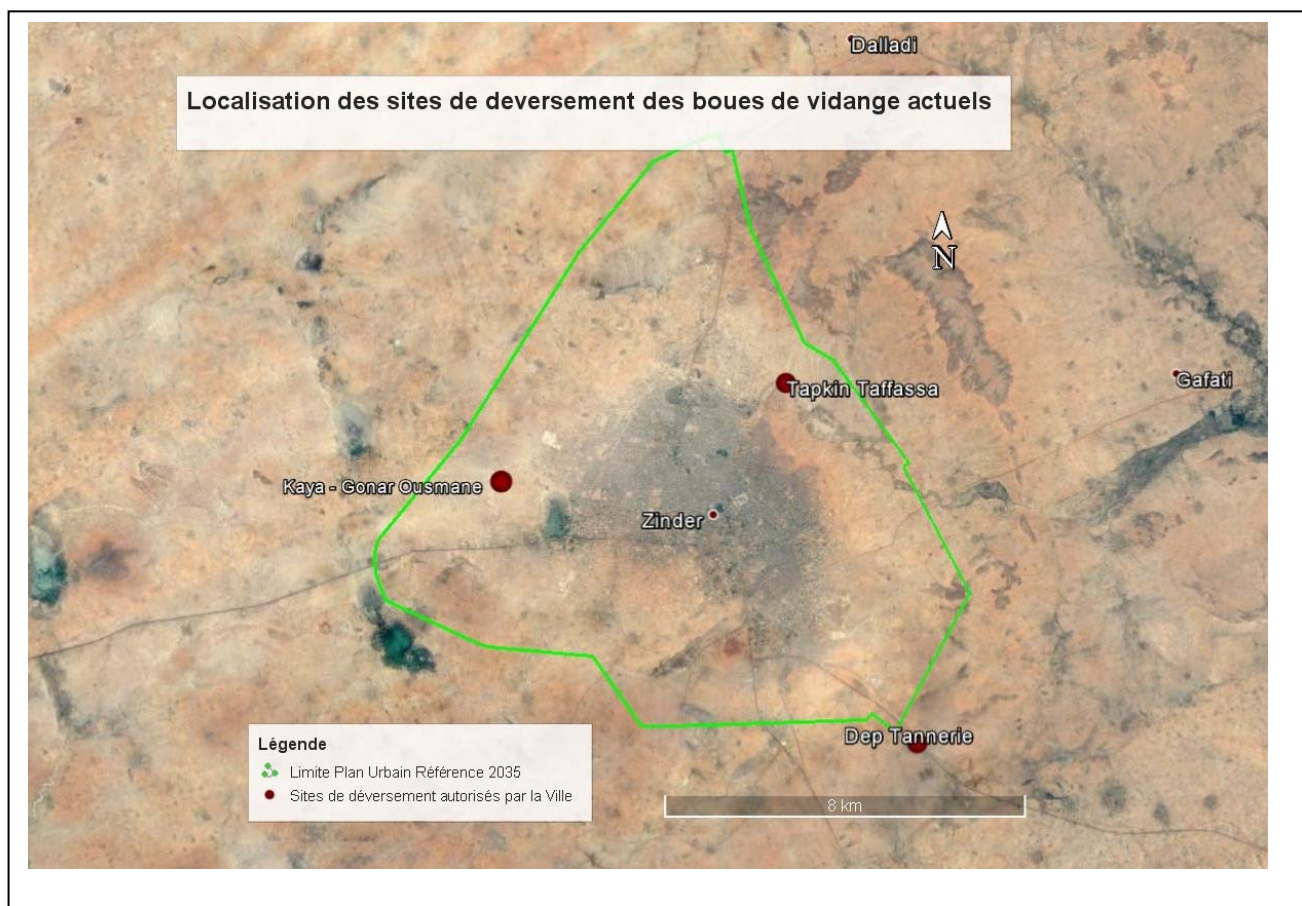 Dalladi
Localisation des sites de deversement des boues de vidange actuels
N
Tapkin Taffassa
Gafati
Kaya - Gonar Ousmane
Zinder
Dep Tannerie
Légende
Limite Plan Urbain Référence 2035
Sites de déversement autorisés par la Ville
8 km